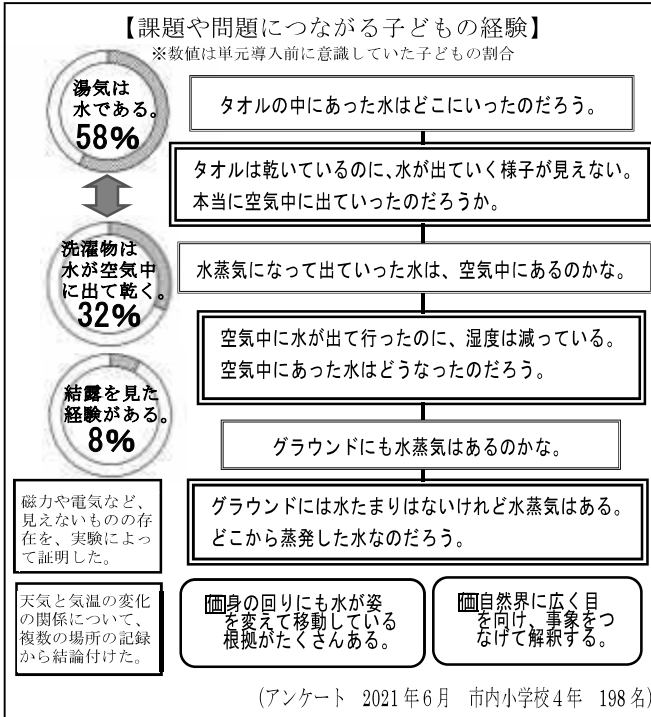 【課題や問題につながる子どもの経験】
※数値は単元導入前に意識していた子どもの割合
湯気は
水である。
58%
タオルの中にあった水はどこにいったのだろう。
タオルは乾いているのに、水が出ていく様子が見えない。
本当に空気中に出ていったのだろうか。
洗濯物は
水が空気中
に出て乾く。
32%
水蒸気になって出ていった水は、空気中にあるのかな。
空気中に水が出て行ったのに、湿度は減っている。
空気中にあった水はどうなったのだろう。
結露を見た
経験がある。
8%
グラウンドにも水蒸気はあるのかな。
磁力や電気など、
見えないものの存
在を、実験によっ
て証明した。
グラウンドには水たまりはないけれど水蒸気はある。
どこから蒸発した水なのだろう。
天気と気温の変化
の関係について、
複数の場所の記録
から結論付けた。
価身の回りにも水が姿
を変えて移動している
根拠がたくさんある。
価自然界に広く目
を向け、事象をつ
なげて解釈する。
(アンケート 2021年6月 市内小学校4年 198名)